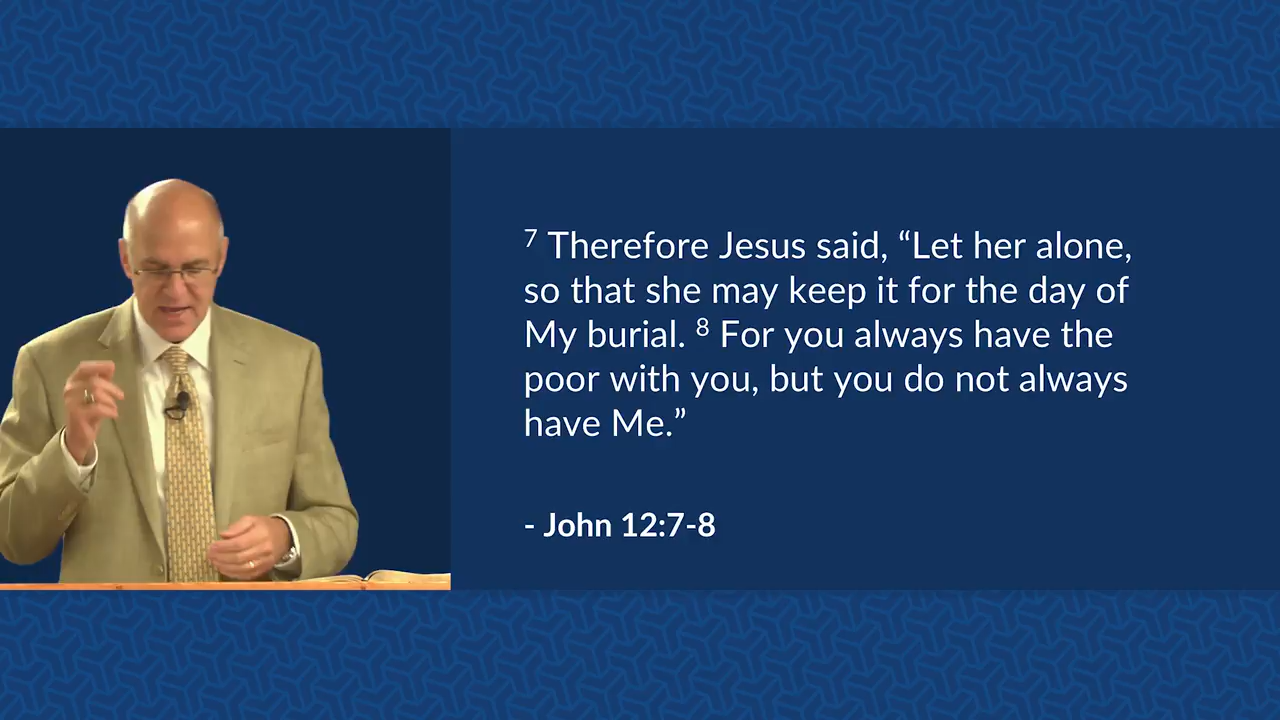 7 Therefore Jesus said, “Let her alone,
so that she may keep it for the day of
My burial. 8 For you always have the
poor with you, but you do not always
have Me.”
- John 12:7-8